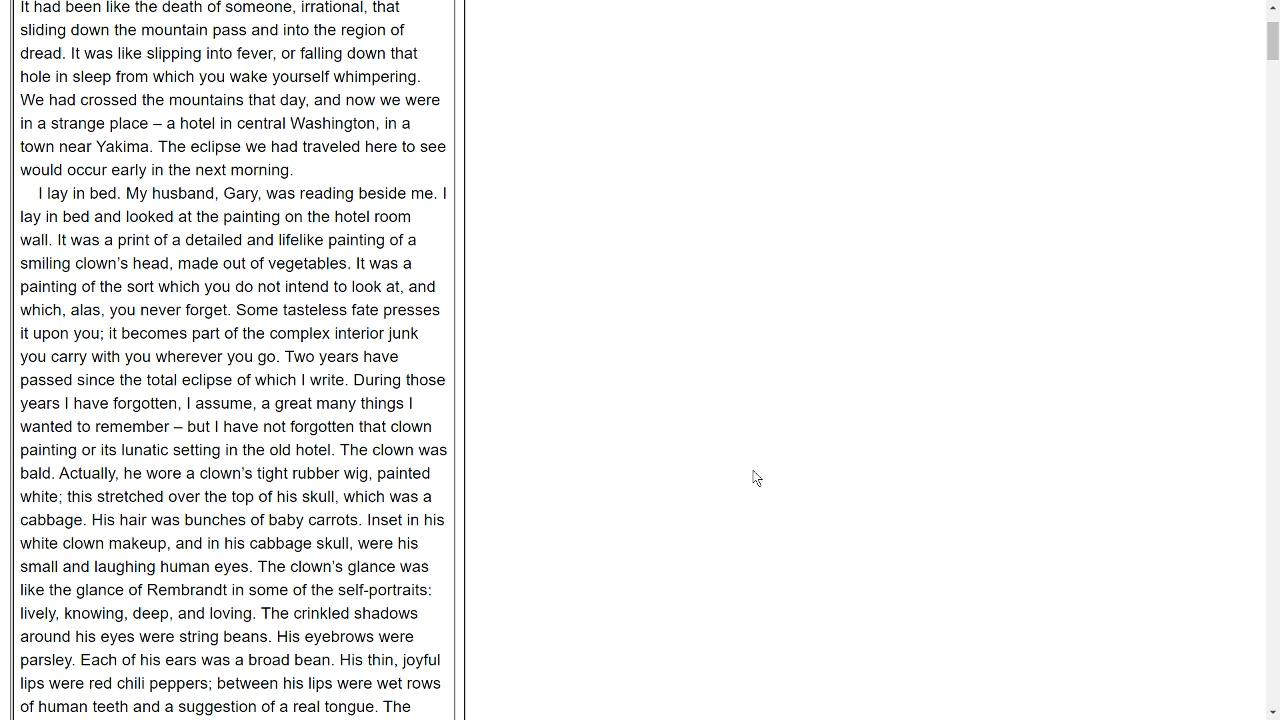 It had been like the death of someone, irrational, that
sliding down the mountain pass and into the region of
dread. It was like slipping into fever, or falling down that
hole in sleep from which you wake yourself whimpering.
We had crossed the mountains that day, and now we were
in a strange place – a hotel in central Washington, in a
town near Yakima. The eclipse we had traveled here to see
would occur early in the next morning.
I lay in bed. My husband, Gary, was reading beside me. I
lay in bed and looked at the painting on the hotel room
wall. It was a print of a detailed and lifelike painting of a
smiling clown’s head, made out of vegetables. It was a
painting of the sort which you do not intend to look at, and
which, alas, you never forget. Some tasteless fate presses
it upon you; it becomes part of the complex interior junk
you carry with you wherever you go. Two years have
passed since the total eclipse of which I write. During those
years I have forgotten, I assume, a great many things I
wanted to remember – but I have not forgotten that clown
painting or its lunatic setting in the old hotel. The clown was
bald. Actually, he wore a clown’s tight rubber wig, painted
white; this stretched over the top of his skull, which was a
cabbage. His hair was bunches of baby carrots. Inset in his
white clown makeup, and in his cabbage skull, were his
small and laughing human eyes. The clown’s glance was
like the glance of Rembrandt in some of the self-portraits:
lively, knowing, deep, and loving. The crinkled shadows
around his eyes were string beans. His eyebrows were
parsley. Each of his ears was a broad bean. His thin, joyful
lips were red chili peppers; between his lips were wet rows
of human teeth and a suggestion of a real tongue. The